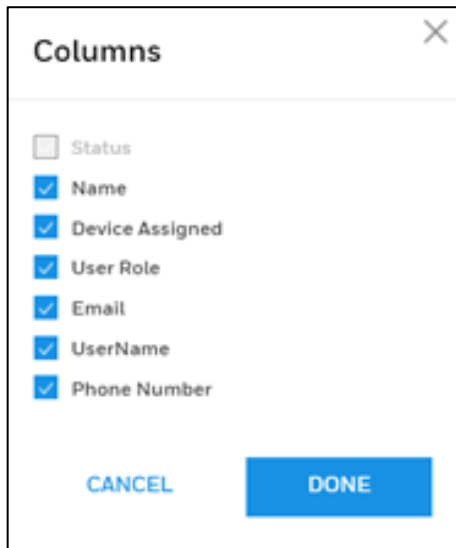 Columns
Status
Name
Device Assigned
User Role
Email
UserName
Phone Number
CANCEL DONE